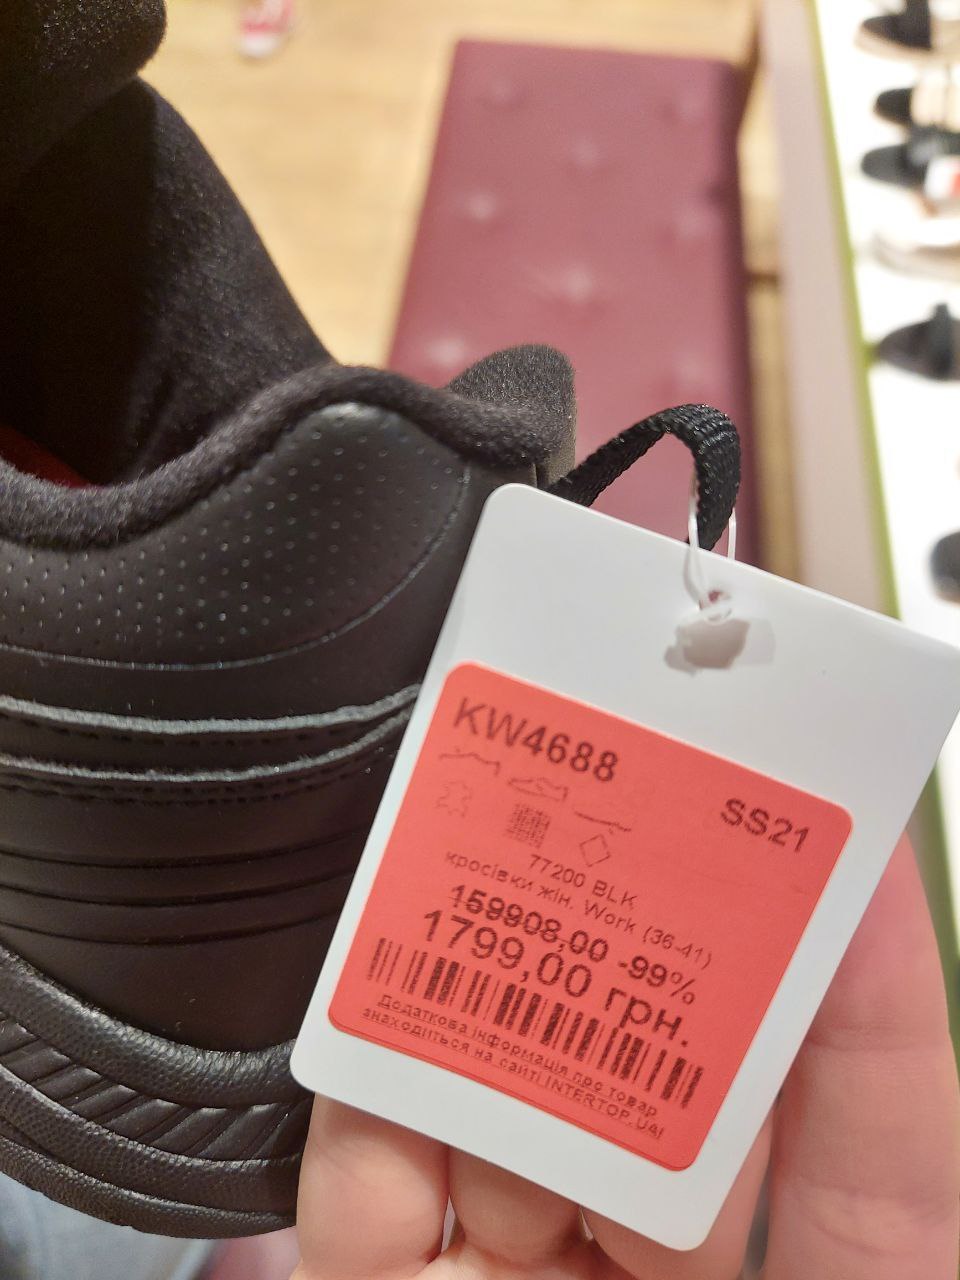 KW4688
SS21
77200 BLK
кросівки жін. Work (36-41)
159908,00 -99%
1799,00 грн.
Додаткова інформація про товар
знаходиться на сайті INTERTOP.UA!